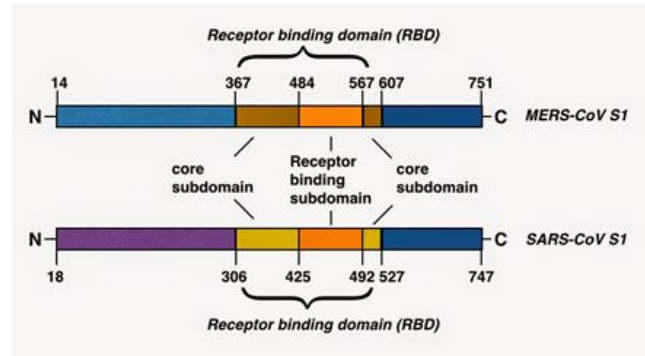 Receptor binding domain (RBD)
14 367 484 567 607 751
N C MERS-CoV S1
core
subdomain
Receptor
binding
subdomain
core
subdomain
N C SARS-CoV S1
18 306 425 492 527 747
Receptor binding domain (RBD)